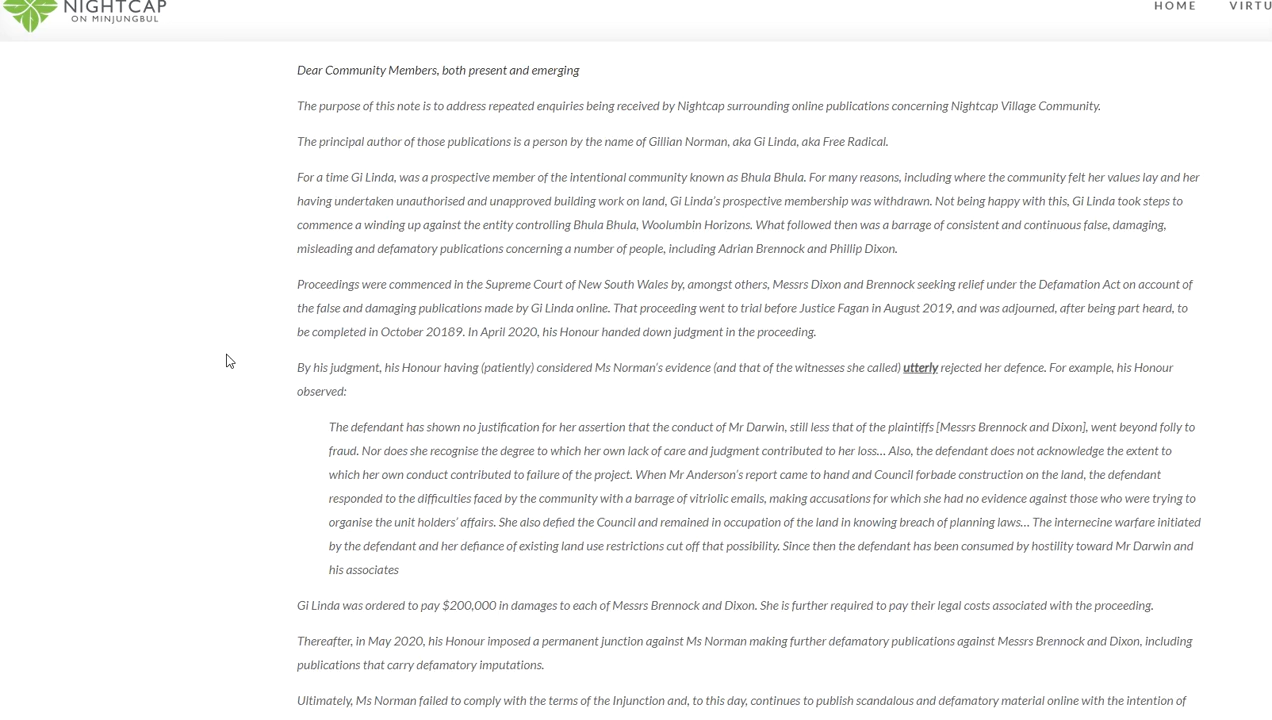 NIGHTCAP
ON MINJUNGBUL
HOME VIRTU
Dear Community Members, both present and emerging
The purpose of this note is to address repeated enquiries being received by Nightcap surrounding online publications concerning Nightcap Village Community.
The principal author of those publications is a person by the name of Gillian Norman, aka Gi Linda, aka Free Radical.
For a time Gi Linda, was a prospective member of the intentional community known as Bhula Bhula. For many reasons, including where the community felt her values lay and her
having undertaken unauthorised and unapproved building work on land, Gi Linda's prospective membership was withdrawn. Not being happy with this, Gi Linda took steps to
commence a winding up against the entity controlling Bhula Bhula, Woolumbin Horizons. What followed then was a barrage of consistent and continuous false, damaging,
misleading and defamatory publications concerning a number of people, including Adrian Brennock and Phillip Dixon.
Proceedings were commenced in the Supreme Court of New South Wales by, amongst others, Messrs Dixon and Brennock seeking relief under the Defamation Act on account of
the false and damaging publications made by Gi Linda online. That proceeding went to trial before Justice Fagan in August 2019, and was adjourned, after being part heard, to
be completed in October 20189. In April 2020, his Honour handed down judgment in the proceeding.
By his judgment, his Honour having (patiently) considered Ms Norman's evidence (and that of the witnesses she called) utterly rejected her defence. For example, his Honour
observed:
The defendant has shown no justification for her assertion that the conduct of Mr Darwin, still less that of the plaintiffs [Messrs Brennock and Dixon], went beyond folly to
fraud. Nor does she recognise the degree to which her own lack of care and judgment contributed to her loss… Also, the defendant does not acknowledge the extent to
which her own conduct contributed to failure of the project. When Mr Anderson's report came to hand and Council forbade construction on the land, the defendant
responded to the difficulties faced by the community with a barrage of vitriolic emails, making accusations for which she had no evidence against those who were trying to
organise the unit holders' affairs. She also defied the Council and remained in occupation of the land in knowing breach of planning laws… The internecine warfare initiated
by the defendant and her defiance of existing land use restrictions cut off that possibility. Since then the defendant has been consumed by hostility toward Mr Darwin and
his associates
Gi Linda was ordered to pay $200,000 in damages to each of Messrs Brennock and Dixon. She is further required to pay their legal costs associated with the proceeding.
Thereafter, in May 2020, his Honour imposed a permanent junction against Ms Norman making further defamatory publications against Messrs Brennock and Dixon, including
publications that carry defamatory imputations.
Ultimately, Ms Norman failed to comply with the terms of the Injunction and, to this day, continues to publish scandalous and defamatory material online with the intention of